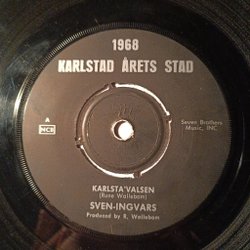 1968
KARLSTAD ÅRETS STAD
A
NCB
Seven Brothers
Music, INC
KARLSTA'VALSEN
(Rune Wallebom)
SVEN-INGVARS
Produced by R. Wallebom